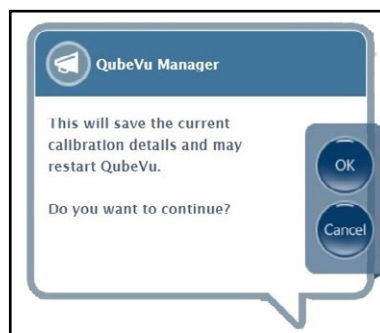 QubeVu Manager
This will save the current
calibration details and may
restart QubeVu.
Do you want to continue?
OK
Cancel